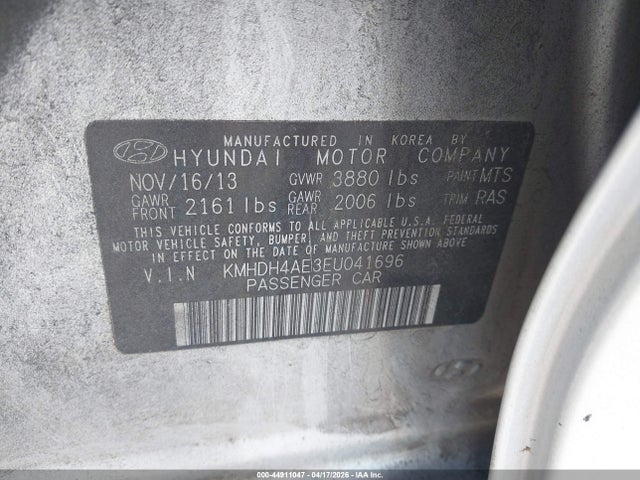 MANUFACTURED IN KOREA BY
HYUNDAI MOTOR COMPANY
NOV/16/13 GVWR 3880 lbs PAINT MTS
GAWR FRONT 2161 lbs GAWR REAR 2006 lbs TRIM RAS
THIS VEHICLE CONFORMS TO ALL APPLICABLE U.S.A. FEDERAL
MOTOR VEHICLE SAFETY, BUMPER, AND THEFT PREVENTION STANDARDS
IN EFFECT ON THE DATE OF MANUFACTURE SHOWN ABOVE.
V.I.N KMHDH4AE3EU041696
PASSENGER CAR
000-44911047 - 04/17/2026 - IAA Inc.